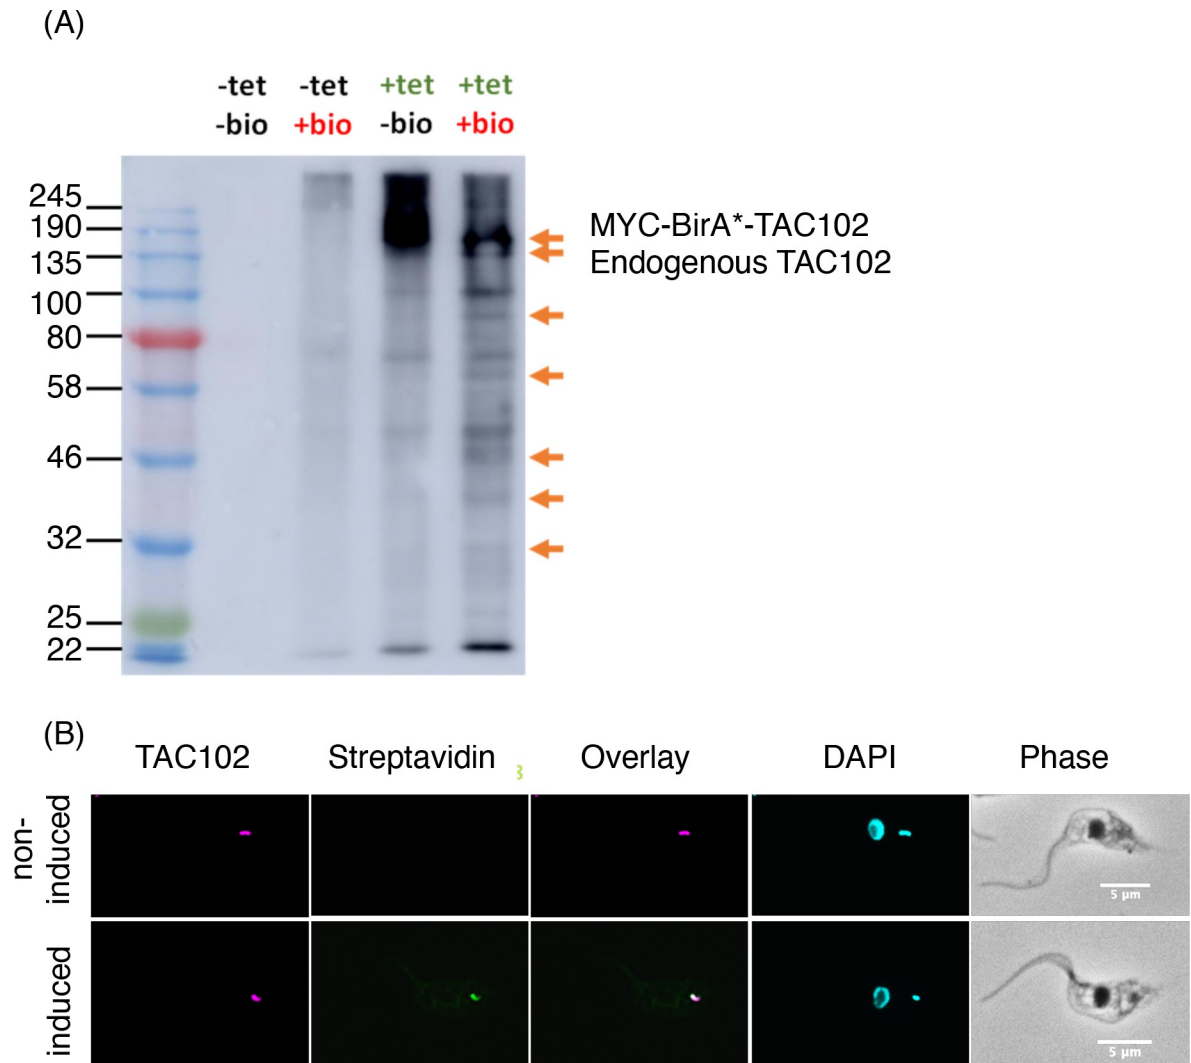 (A)
-tet -tet +tet +tet
-bio +bio -bio +bio
245
190
135
100
80
58
46
32
25
22
MYC-BirA*-TAC102
Endogenous TAC102
(B)
TAC102 Streptavidin Overlay DAPI Phase
non-
induced
5 µm
induced
5 µm